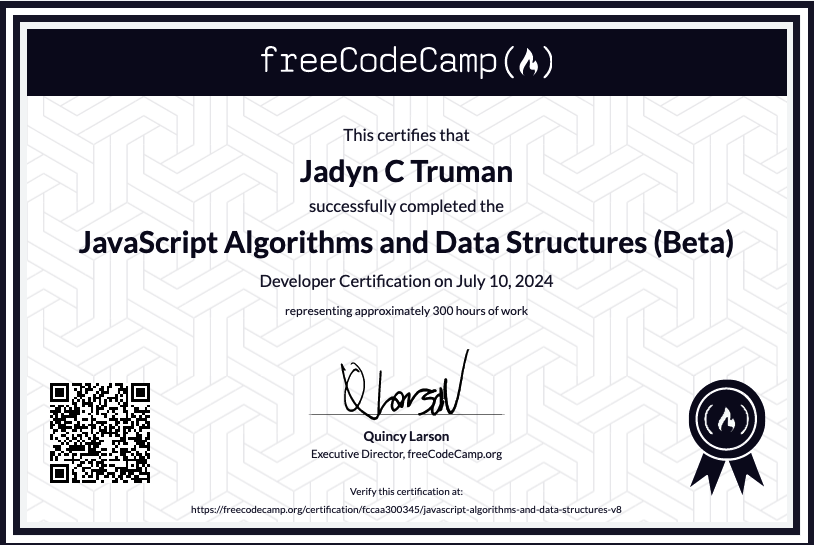 freeCodeCamp(🔥)
This certifies that
Jadyn C Truman
successfully completed the
JavaScript Algorithms and Data Structures (Beta)
Developer Certification on July 10, 2024
representing approximately 300 hours of work
QLarson
Quincy Larson
Executive Director, freeCodeCamp.org
Verify this certification at:
https://freecodecamp.org/certification/fccaa300345/javascript-algorithms-and-data-structures-v8